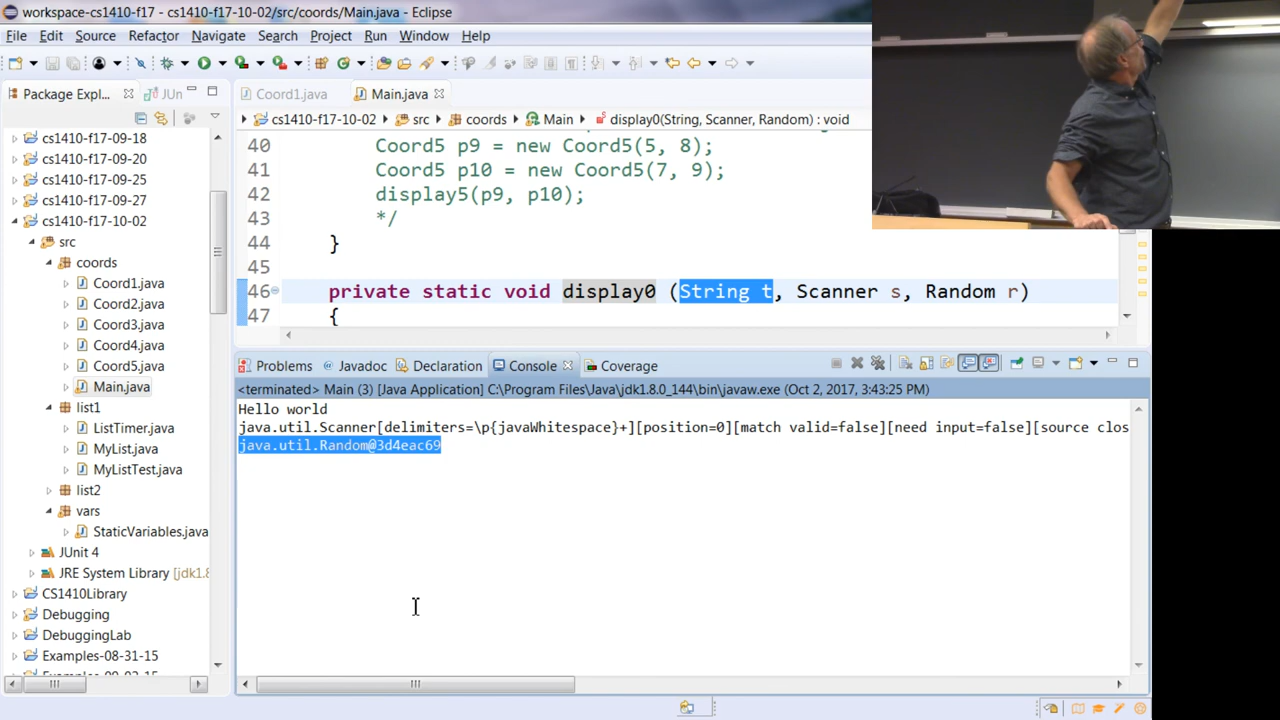 workspace-cs1410-f17 - cs1410-f17-10-02/src/coords/Main.java - Eclipse
File Edit Source Refactor Navigate Search Project Run Window Help
Package Expl... JUn
Coord1.java Main.java
cs1410-f17-10-02 src coords Main display0(String, Scanner, Random) : void
cs1410-f17-09-18
cs1410-f17-09-20
cs1410-f17-09-25
cs1410-f17-09-27
cs1410-f17-10-02
src
coords
Coord1.java
Coord2.java
Coord3.java
Coord4.java
Coord5.java
Main.java
list1
ListTimer.java
MyList.java
MyListTest.java
list2
vars
StaticVariables.java
JUnit 4
JRE System Library [jdk1.8
CS1410Library
Debugging
DebuggingLab
Examples-08-31-15
40 Coord5 p9 = new Coord5(5, 8);
41 Coord5 p10 = new Coord5(7, 9);
42 display5(p9, p10);
43 */
44 }
45
46 private static void display0 (String t, Scanner s, Random r)
47 {
Problems Javadoc Declaration Console Coverage
<terminated> Main (3) [Java Application] C:\Program Files\Java\jdk1.8.0_144\bin\javaw.exe (Oct 2, 2017, 3:43:25 PM)
Hello world
java.util.Scanner[delimiters=\p{javaWhitespace}+][position=0][match valid=false][need input=false][source clos
java.util.Random@3d4eac69